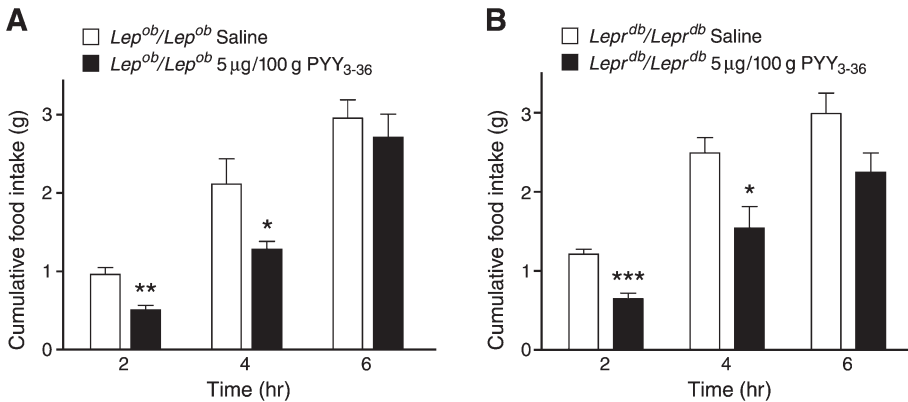 A
Lep^ob/Lep^ob Saline
Lep^ob/Lep^ob 5 μg/100 g PYY₃₋₃₆
Cumulative food intake (g)
3
2
1
0
**
*
2 4 6
Time (hr)
B
Lepr^db/Lepr^db Saline
Lepr^db/Lepr^db 5 μg/100 g PYY₃₋₃₆
Cumulative food intake (g)
3
2
1
0
***
*
2 4 6
Time (hr)